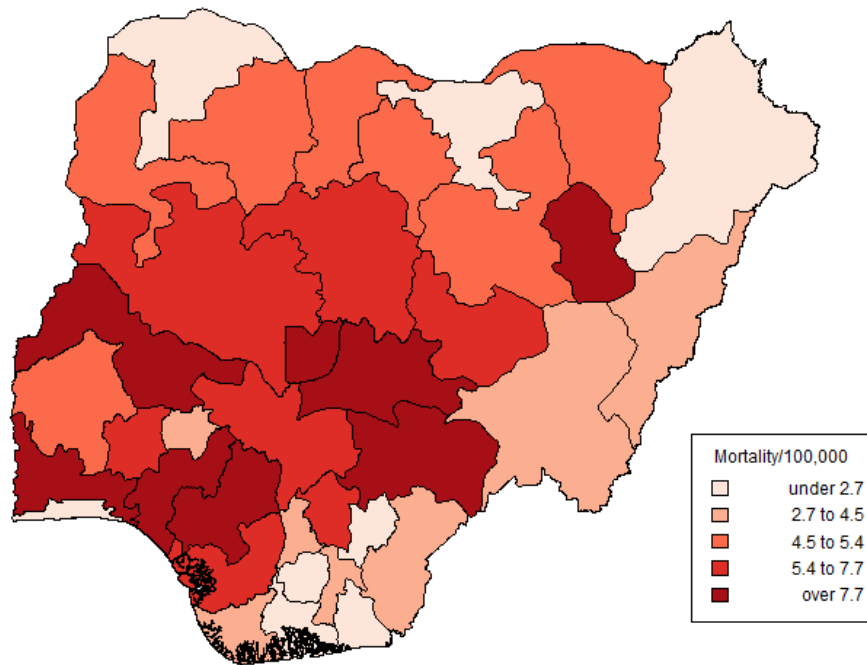 Mortality/100,000
under 2.7
2.7 to 4.5
4.5 to 5.4
5.4 to 7.7
over 7.7